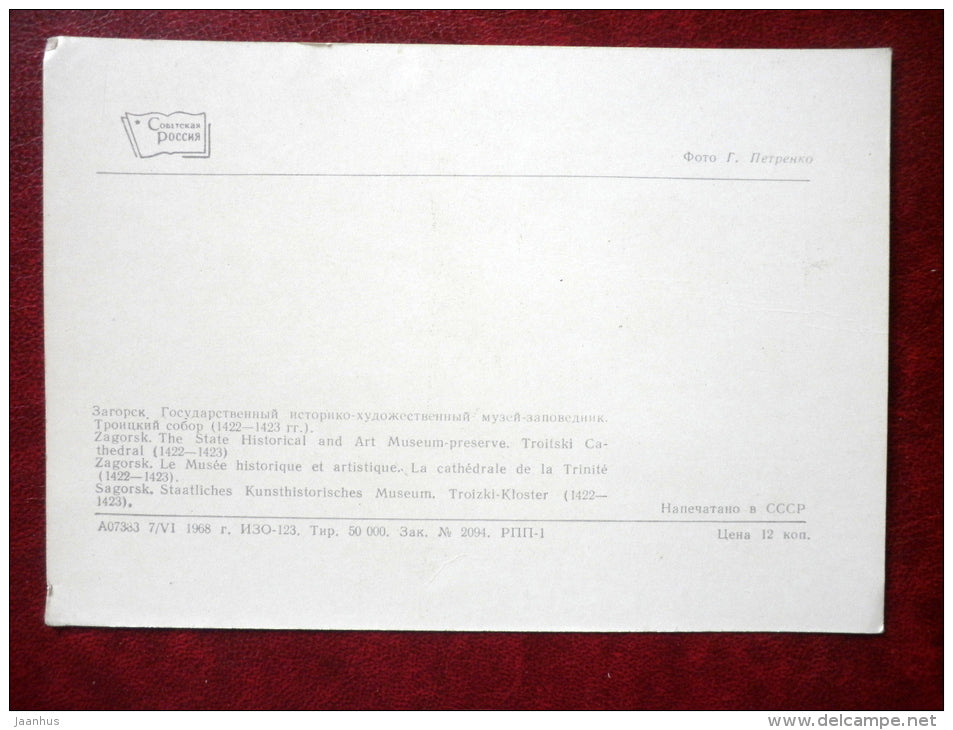 Советская
Россия
Фото Г. Петренко
Загорск. Государственный историко-художественный музей-заповедник.
Троицкий собор (1422—1423 гг.).
Zagorsk. The State Historical and Art Museum-preserve. Troitski Ca-
thedral (1422—1423)
Zagorsk. Le Musée historique et artistique. La cathédrale de la Trinité
(1422—1423).
Sagorsk. Staatliches Kunsthistorisches Museum. Troizki-Kloster (1422—
1423).
Напечатано в СССР
А07383 7/VI 1968 г. ИЗО-123. Тир. 50 000. Зак. № 2094. РПП-1
Цена 12 коп.
jaanhus
www.delcampe.net